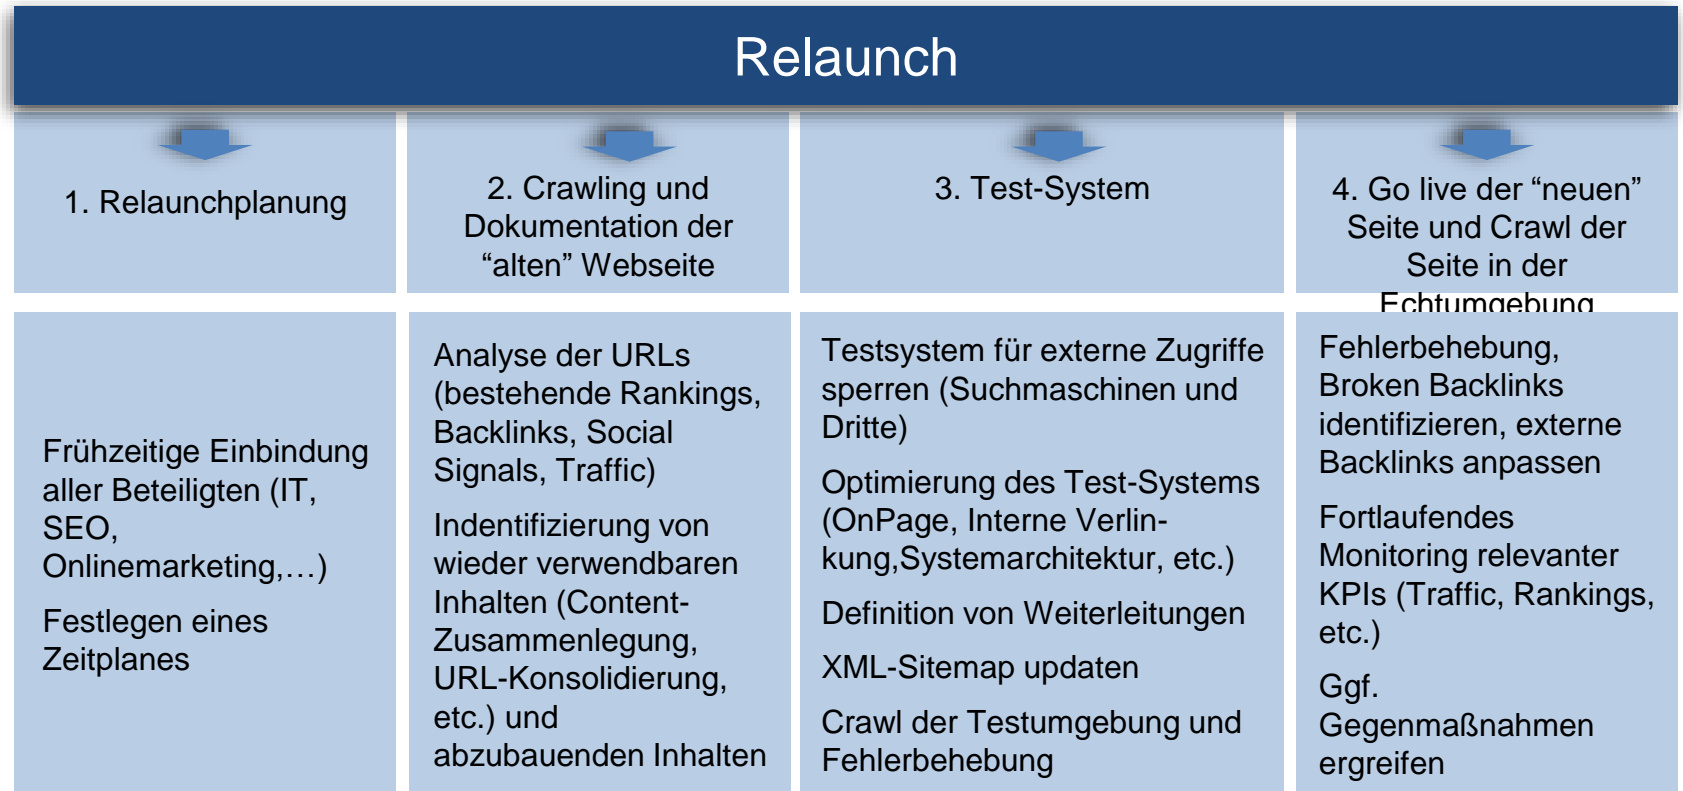 Relaunch
1. Relaunchplanung
2. Crawling und
Dokumentation der
“alten” Webseite
3. Test-System
4. Go live der “neuen”
Seite und Crawl der
Seite in der
Echtumgebung
Frühzeitige Einbindung
aller Beteiligten (IT,
SEO,
Onlinemarketing,…)
Festlegen eines
Zeitplanes
Analyse der URLs
(bestehende Rankings,
Backlinks, Social
Signals, Traffic)
Indentifizierung von
wieder verwendbaren
Inhalten (Content-
Zusammenlegung,
URL-Konsolidierung,
etc.) und
abzubauenden Inhalten
Testsystem für externe Zugriffe
sperren (Suchmaschinen und
Dritte)
Optimierung des Test-Systems
(OnPage, Interne Verlin-
kung,Systemarchitektur, etc.)
Definition von Weiterleitungen
XML-Sitemap updaten
Crawl der Testumgebung und
Fehlerbehebung
Fehlerbehebung,
Broken Backlinks
identifizieren, externe
Backlinks anpassen
Fortlaufendes
Monitoring relevanter
KPIs (Traffic, Rankings,
etc.)
Ggf.
Gegenmaßnahmen
ergreifen